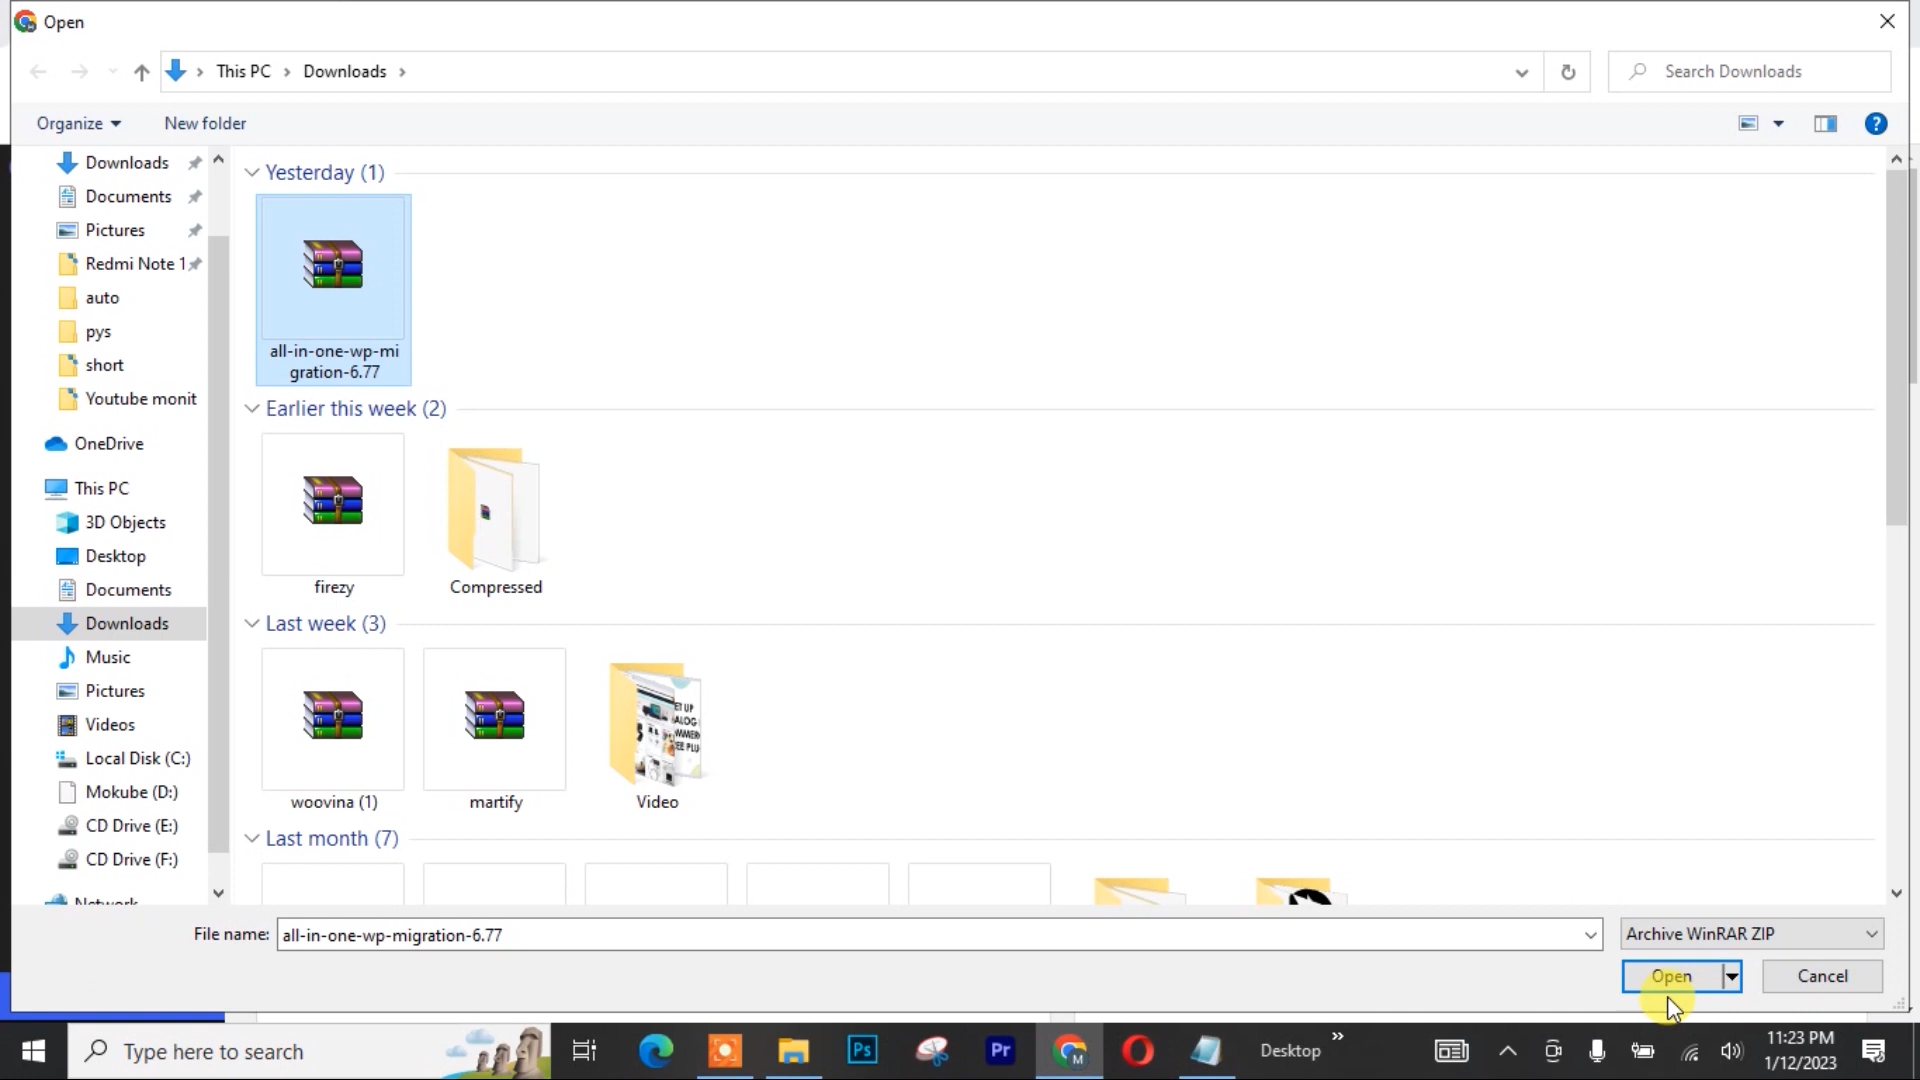 Open
This PC
Downloads
Search Downloads
Organize
New folder
Downloads
Documents
Pictures
Redmi Note 1
auto
pys
short
Youtube monit
OneDrive
This PC
3D Objects
Desktop
Documents
Downloads
Music
Pictures
Videos
Local Disk (C:)
Mokube (D:)
CD Drive (E:)
CD Drive (F:)
Network
Yesterday (1)
all-in-one-wp-mi
gration-6.77
Earlier this week (2)
firezy
Compressed
Last week (3)
woovina (1)
martify
Video
Last month (7)
File name:
all-in-one-wp-migration-6.77
Archive WinRAR ZIP
Open
Cancel
Type here to search
Ps
Pr
M
Desktop
11:23 PM
1/12/2023